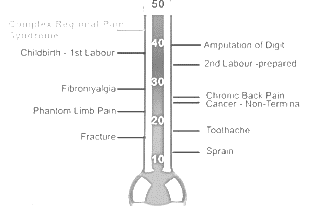 50
Complex Regional Pain
Syndrome
40
Amputation of Digit
Childbirth - 1st Labour
2nd Labour -prepared
30
Fibromyalgia
Chronic Back Pain
Cancer - Non-Termina
Phantom Limb Pain
20
Toothache
Fracture
Sprain
10